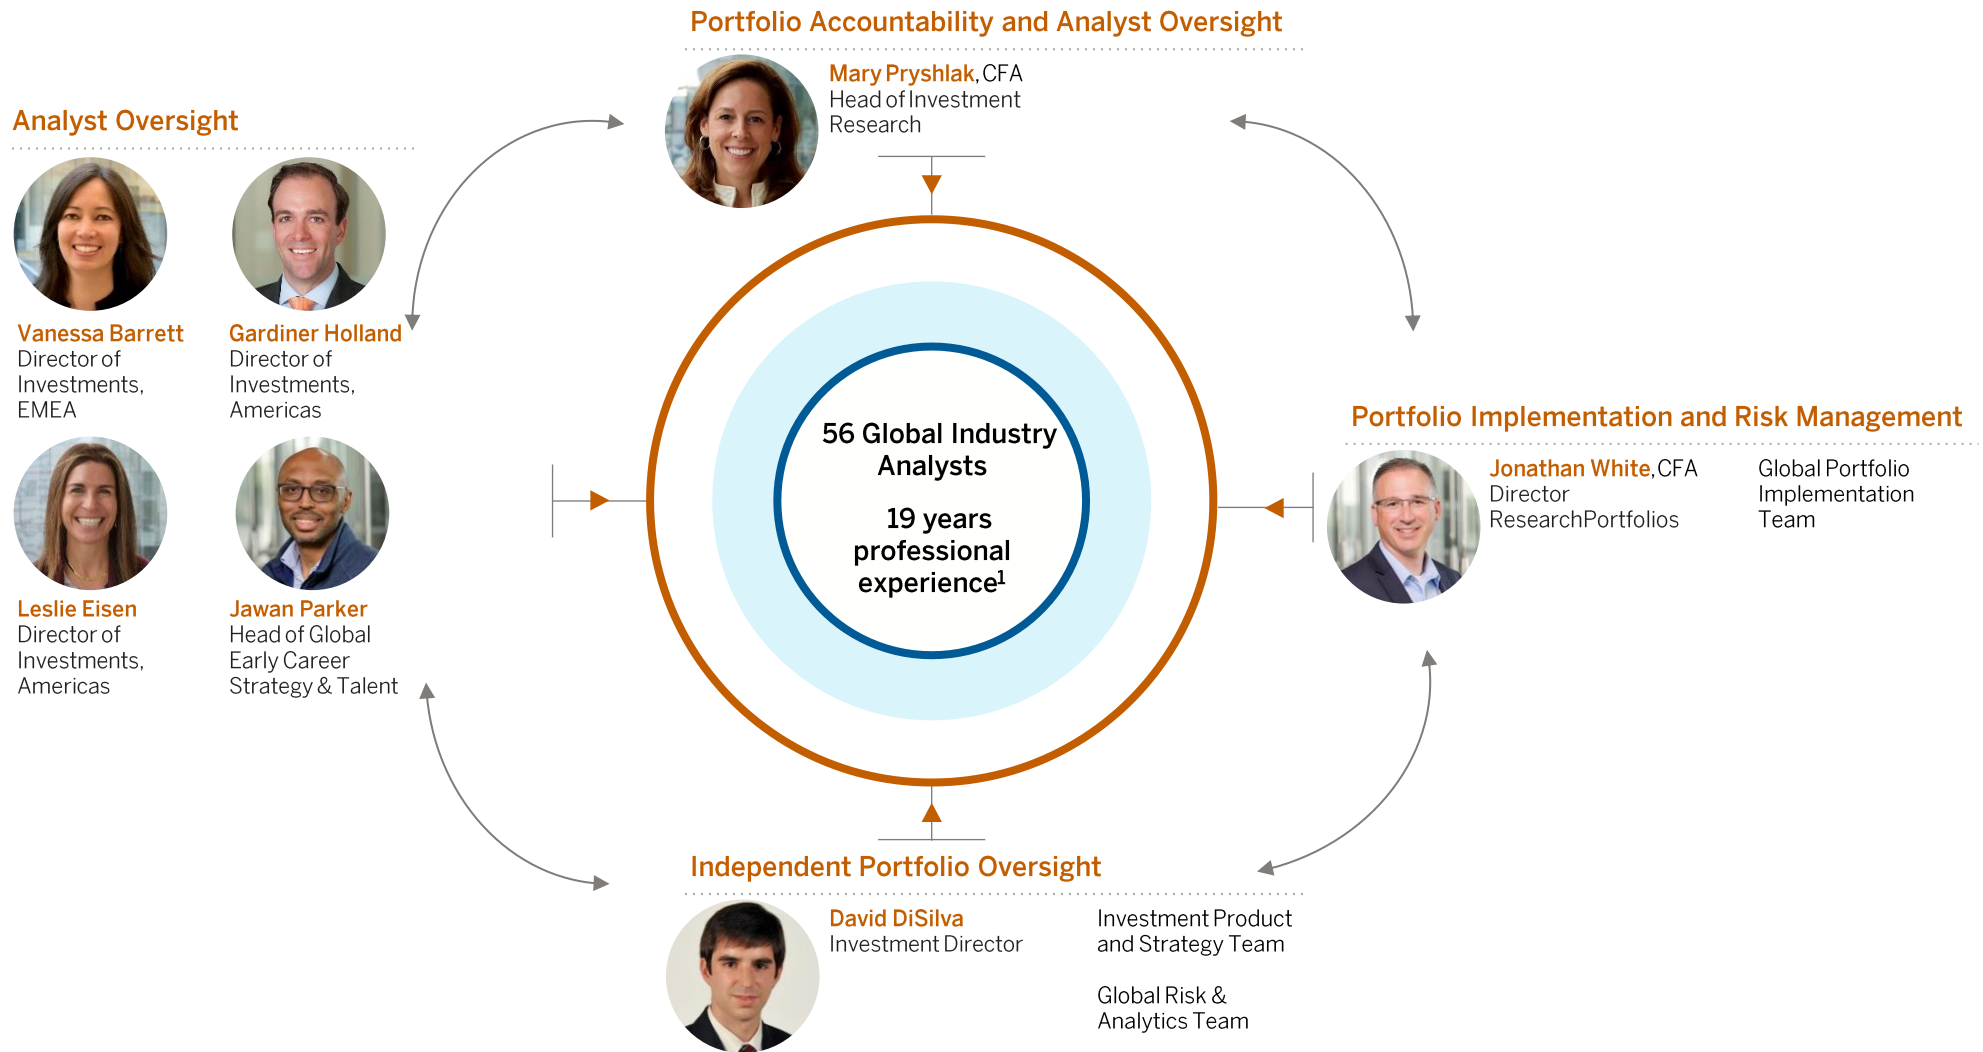 Portfolio Accountability and Analyst Oversight
Mary Pryshlak, CFA
Head of Investment
Research
Analyst Oversight
Vanessa Barrett
Director of
Investments,
EMEA
Gardiner Holland
Director of
Investments,
Americas
Leslie Eisen
Director of
Investments,
Americas
Jawan Parker
Head of Global
Early Career
Strategy & Talent
56 Global Industry
Analysts
19 years
professional
experience¹
Portfolio Implementation and Risk Management
Jonathan White, CFA
Director
ResearchPortfolios
Global Portfolio
Implementation
Team
Independent Portfolio Oversight
David DiSilva
Investment Director
Investment Product
and Strategy Team
Global Risk &
Analytics Team